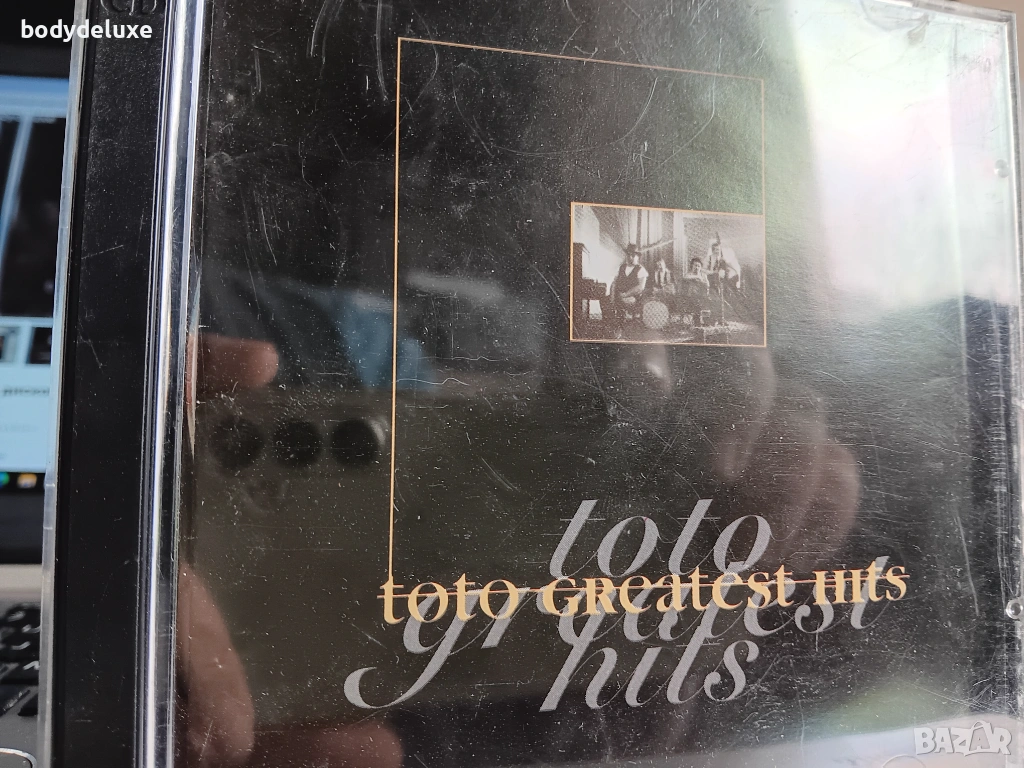 bodydeluxe
toto
toto GReatest Hits
greatest
hits
BAZAR